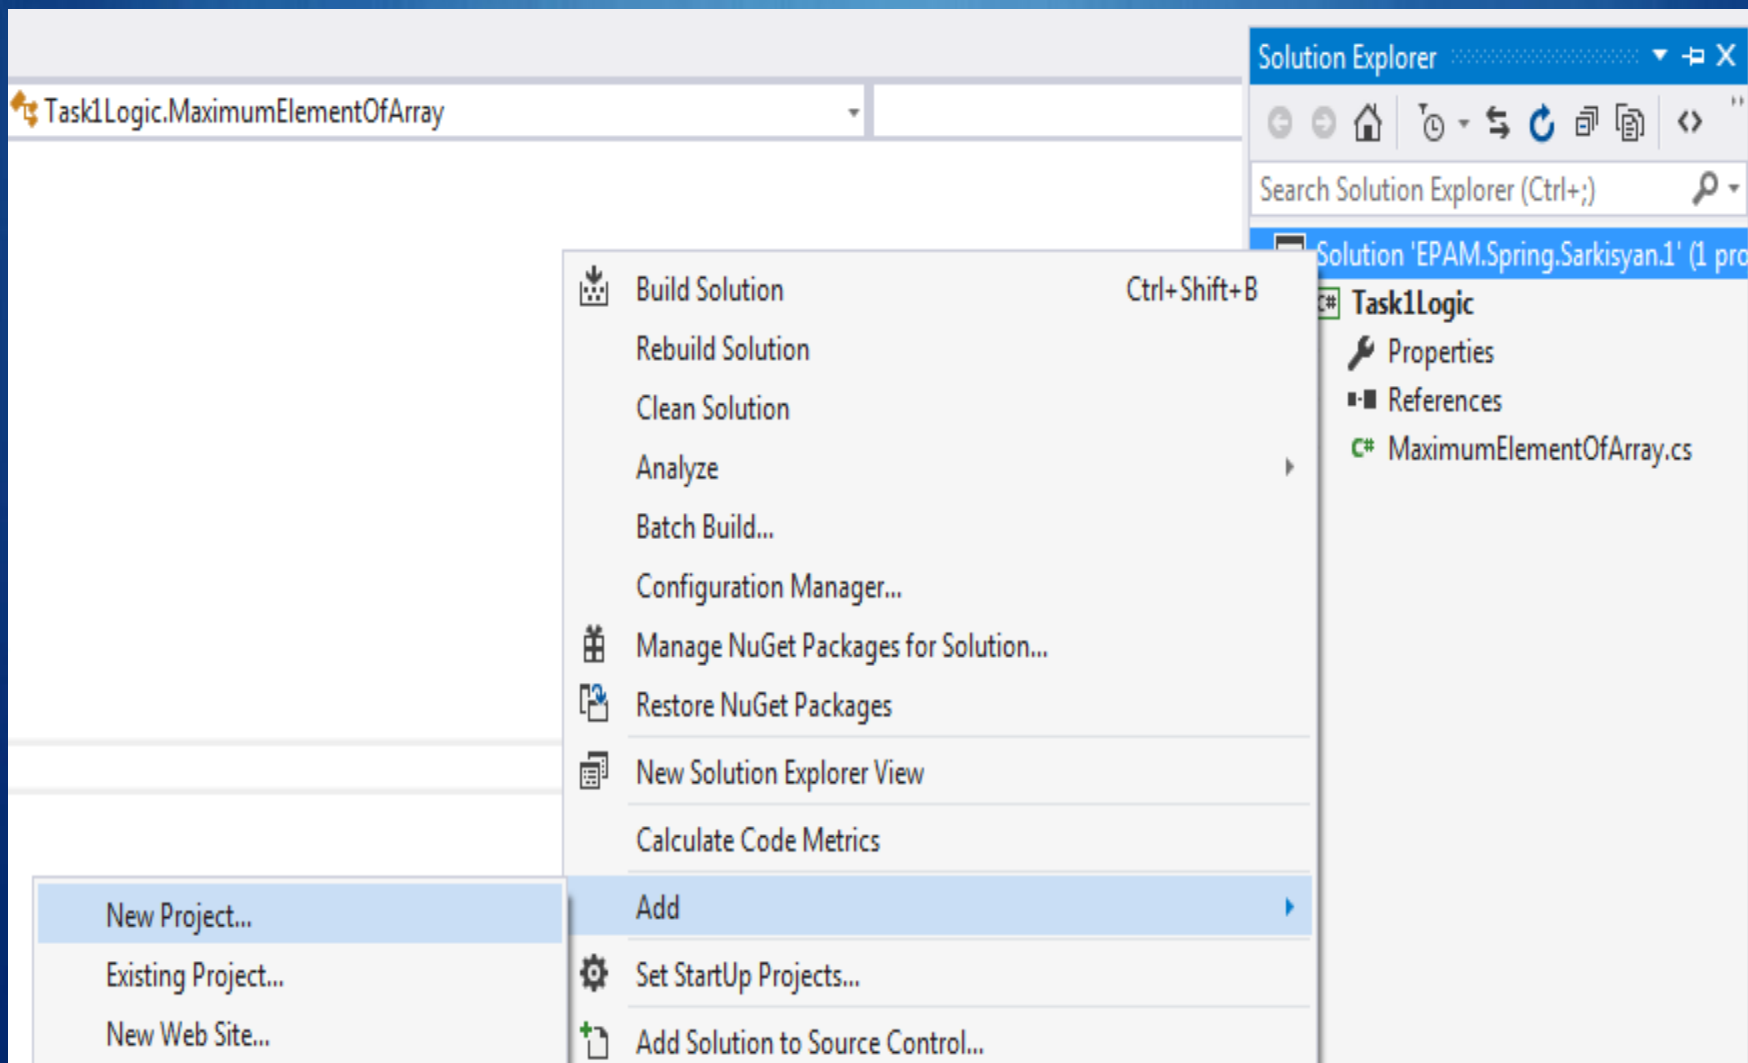 Solution Explorer
Task1Logic.MaximumElementOfArray
Search Solution Explorer (Ctrl+;)
Solution 'EPAM.Spring.Sarkisyan.1' (1 pro
C# Task1Logic
Properties
References
C# MaximumElementOfArray.cs
Build Solution Ctrl+Shift+B
Rebuild Solution
Clean Solution
Analyze
Batch Build...
Configuration Manager...
Manage NuGet Packages for Solution...
Restore NuGet Packages
New Solution Explorer View
Calculate Code Metrics
Add
Set StartUp Projects...
Add Solution to Source Control...
New Project...
Existing Project...
New Web Site...